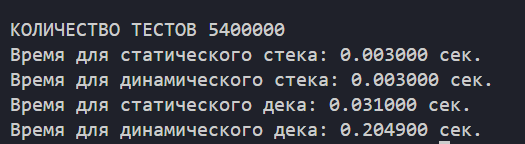 КОЛИЧЕСТВО ТЕСТОВ 5400000
Время для статического стека: 0.003000 сек.
Время для динамического стека: 0.003000 сек.
Время для статического дека: 0.031000 сек.
Время для динамического дека: 0.204900 сек.